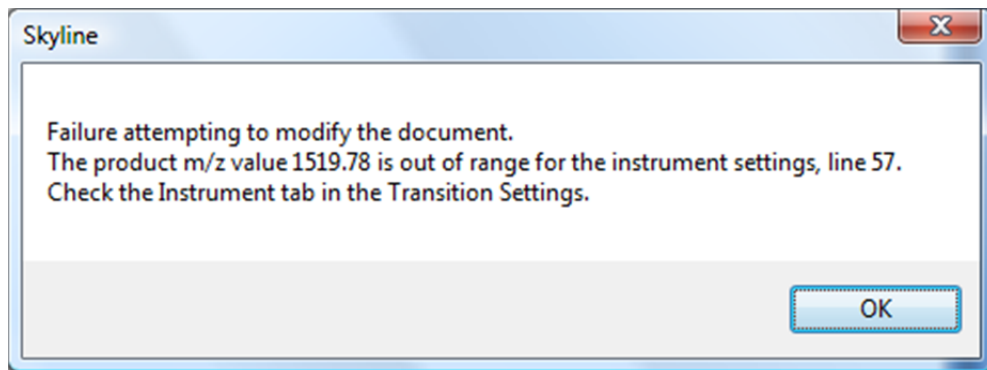 Skyline
Failure attempting to modify the document.
The product m/z value 1519.78 is out of range for the instrument settings, line 57.
Check the Instrument tab in the Transition Settings.
OK